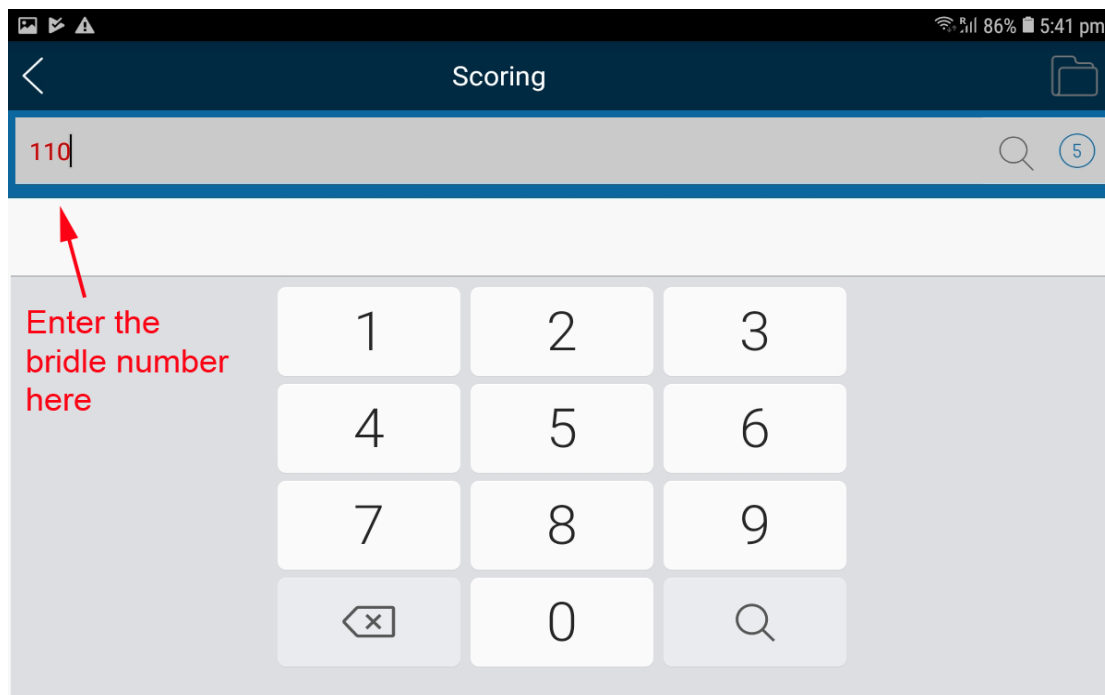 86% 5:41 pm
Scoring
110
5
Enter the
bridle number
here
1 2 3
4 5 6
7 8 9
0